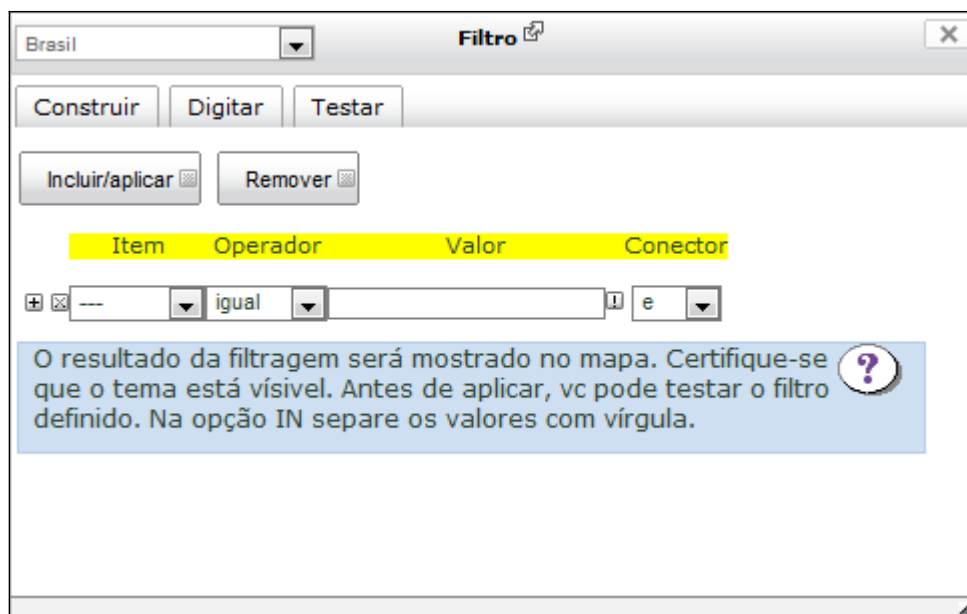 Brasil
Filtro
Construir Digitar Testar
Incluir/aplicar Remover
Item Operador Valor Conector
--- igual ! e
O resultado da filtragem será mostrado no mapa. Certifique-se
que o tema está vísivel. Antes de aplicar, vc pode testar o filtro
definido. Na opção IN separe os valores com vírgula.
?